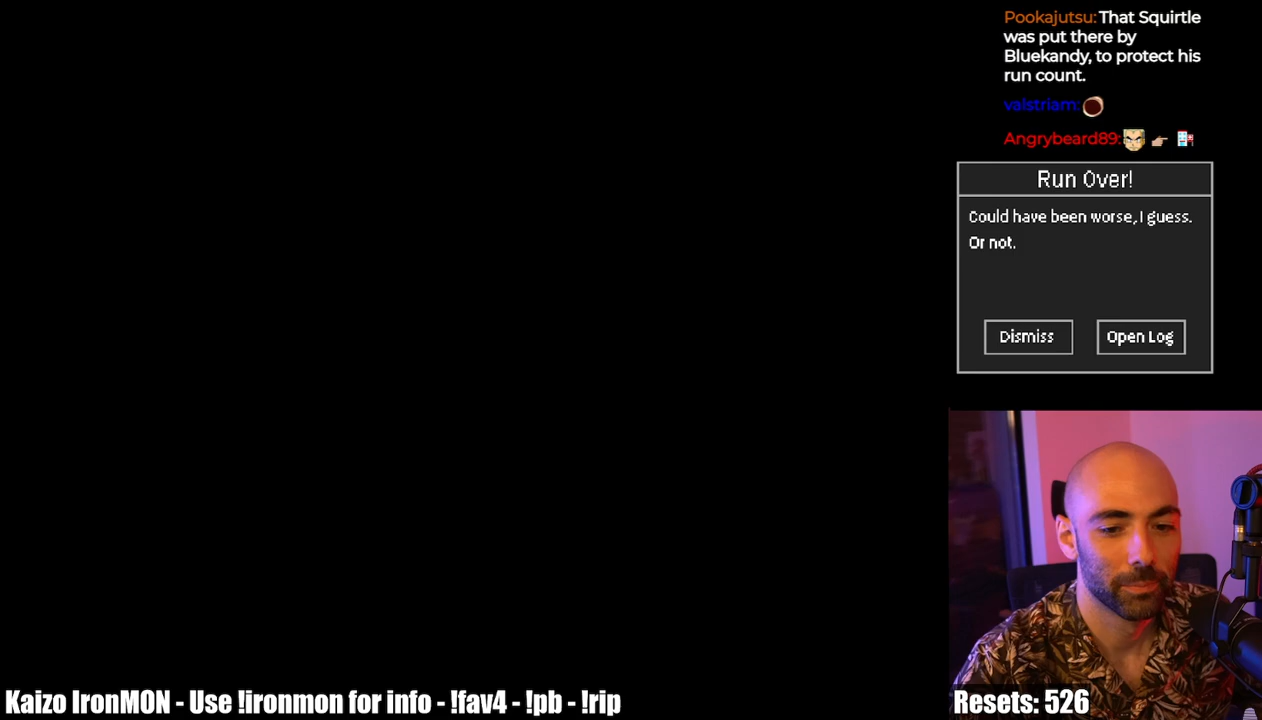 Pookajutsu: That Squirtle
was put there by
Bluekandy, to protect his
run count.
valstriam:
Angrybeard89:
Run Over!
Could have been worse, I guess.
Or not.
Dismiss
Open Log
Kaizo IronMON - Use !ironmon for info - !fav4 - !pb - !rip
Resets: 526